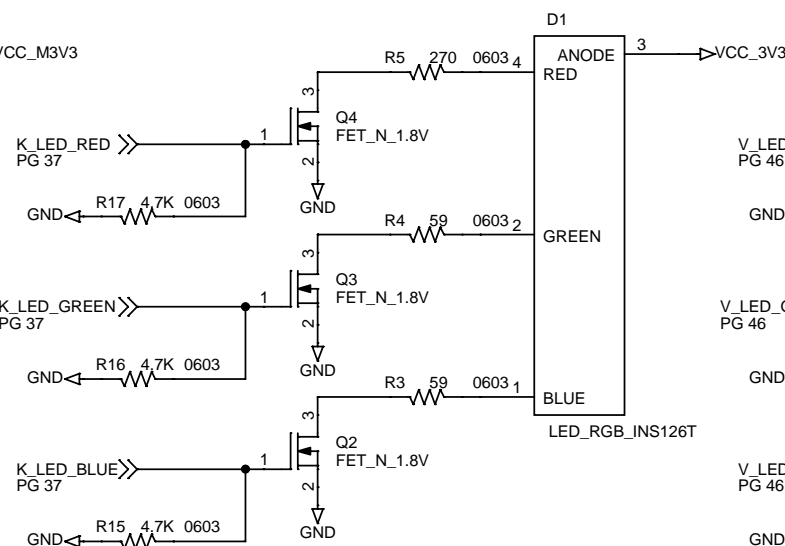 D1
VCC_M3V3
R5 270 0603 4
ANODE 3 VCC_3V3
RED
3
Q4
FET_N_1.8V
K_LED_RED 1
PG 37
2
V_LED
PG 46
R17 4.7K 0603
GND
GND
GND
R4 59 0603 2
GREEN
3
Q3
FET_N_1.8V
K_LED_GREEN 1
PG 37
2
V_LED_G
PG 46
R16 4.7K 0603
GND
GND
GND
R3 59 0603 1
BLUE
3
LED_RGB_INS126T
Q2
FET_N_1.8V
K_LED_BLUE 1
PG 37
2
V_LED
PG 46
R15 4.7K 0603
GND
GND
GND